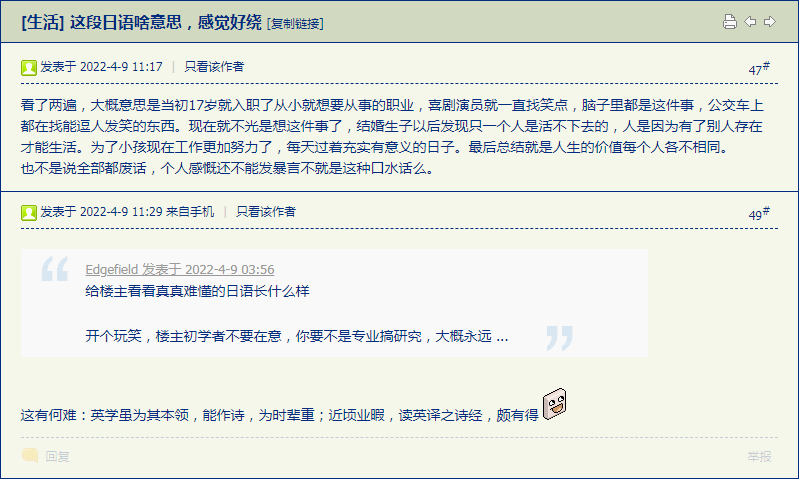 [生活] 这段日语啥意思，感觉好绕 [复制链接]
发表于 2022-4-9 11:17 | 只看该作者 47#
看了两遍，大概意思是当初17岁就入职了从小就想要从事的职业，喜剧演员就一直找笑点，脑子里都是这件事，公交车上
都在找能逗人发笑的东西。现在就不光是想这件事了，结婚生子以后发现只一个人是活不下去的，人是因为有了别人存在
才能生活。为了小孩现在工作更加努力了，每天过着充实有意义的日子。最后总结就是人生的价值每个人各不相同。
也不是说全部都废话，个人感慨还不能发暴言不就是这种口水话么。
发表于 2022-4-9 11:29 来自手机 | 只看该作者 49#
Edgefield 发表于 2022-4-9 03:56
给楼主看看真真难懂的日语长什么样
开个玩笑，楼主初学者不要在意，你要不是专业搞研究，大概永远 ...
这有何难：英学虽为其本领，能作诗，为时辈重；近顷业暇，读英译之诗经，颇有得
回复 举报